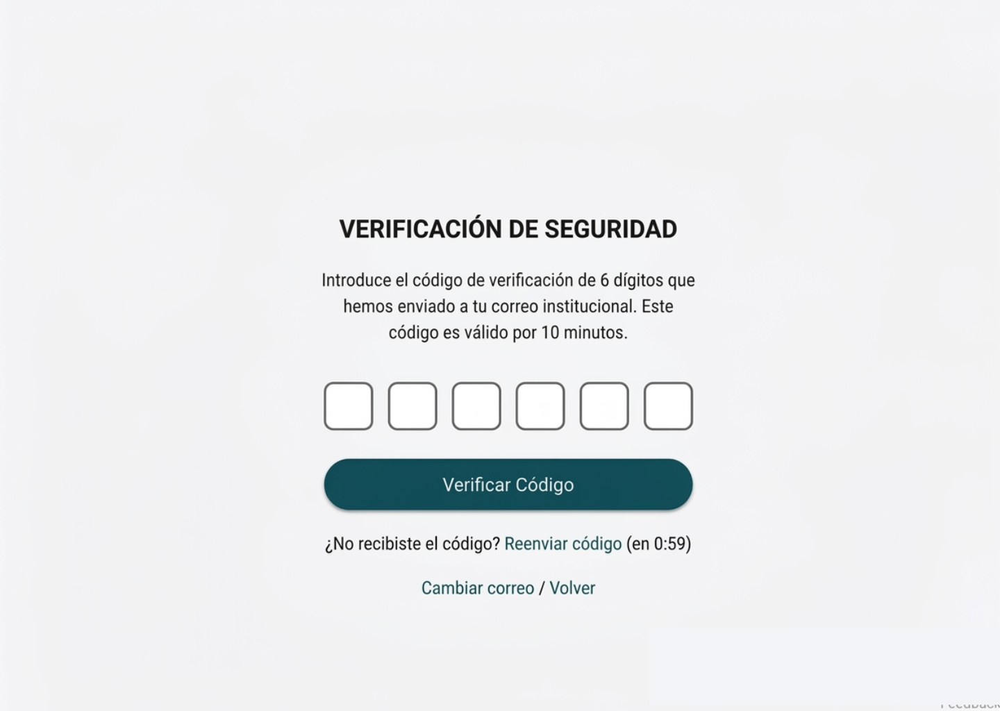 VERIFICACIÓN DE SEGURIDAD
Introduce el código de verificación de 6 dígitos que
hemos enviado a tu correo institucional. Este
código es válido por 10 minutos.
Verificar Código
¿No recibiste el código? Reenviar código (en 0:59)
Cambiar correo / Volver